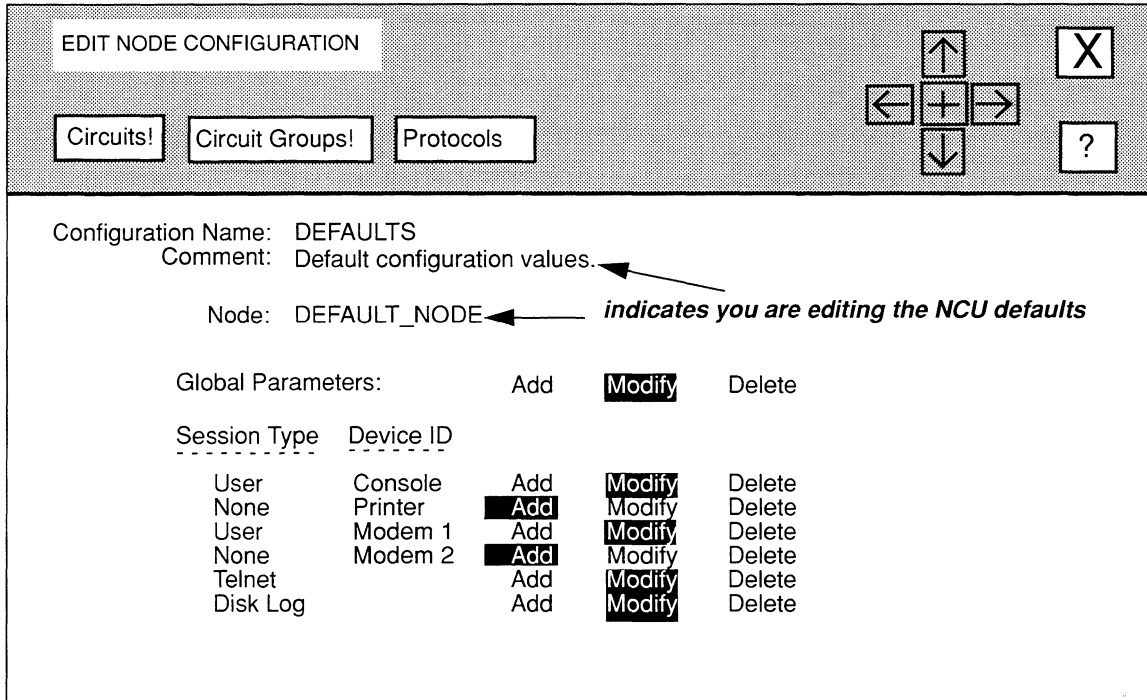 EDIT NODE CONFIGURATION
X
Circuits! Circuit Groups! Protocols
+
?
Configuration Name: DEFAULTS
Comment: Default configuration values.
indicates you are editing the NCU defaults
Node: DEFAULT_NODE
Global Parameters: Add Modify Delete
Session Type Device ID
User Console Add Modify Delete
None Printer Add Modify Delete
User Modem 1 Add Modify Delete
None Modem 2 Add Modify Delete
Telnet Add Modify Delete
Disk Log Add Modify Delete